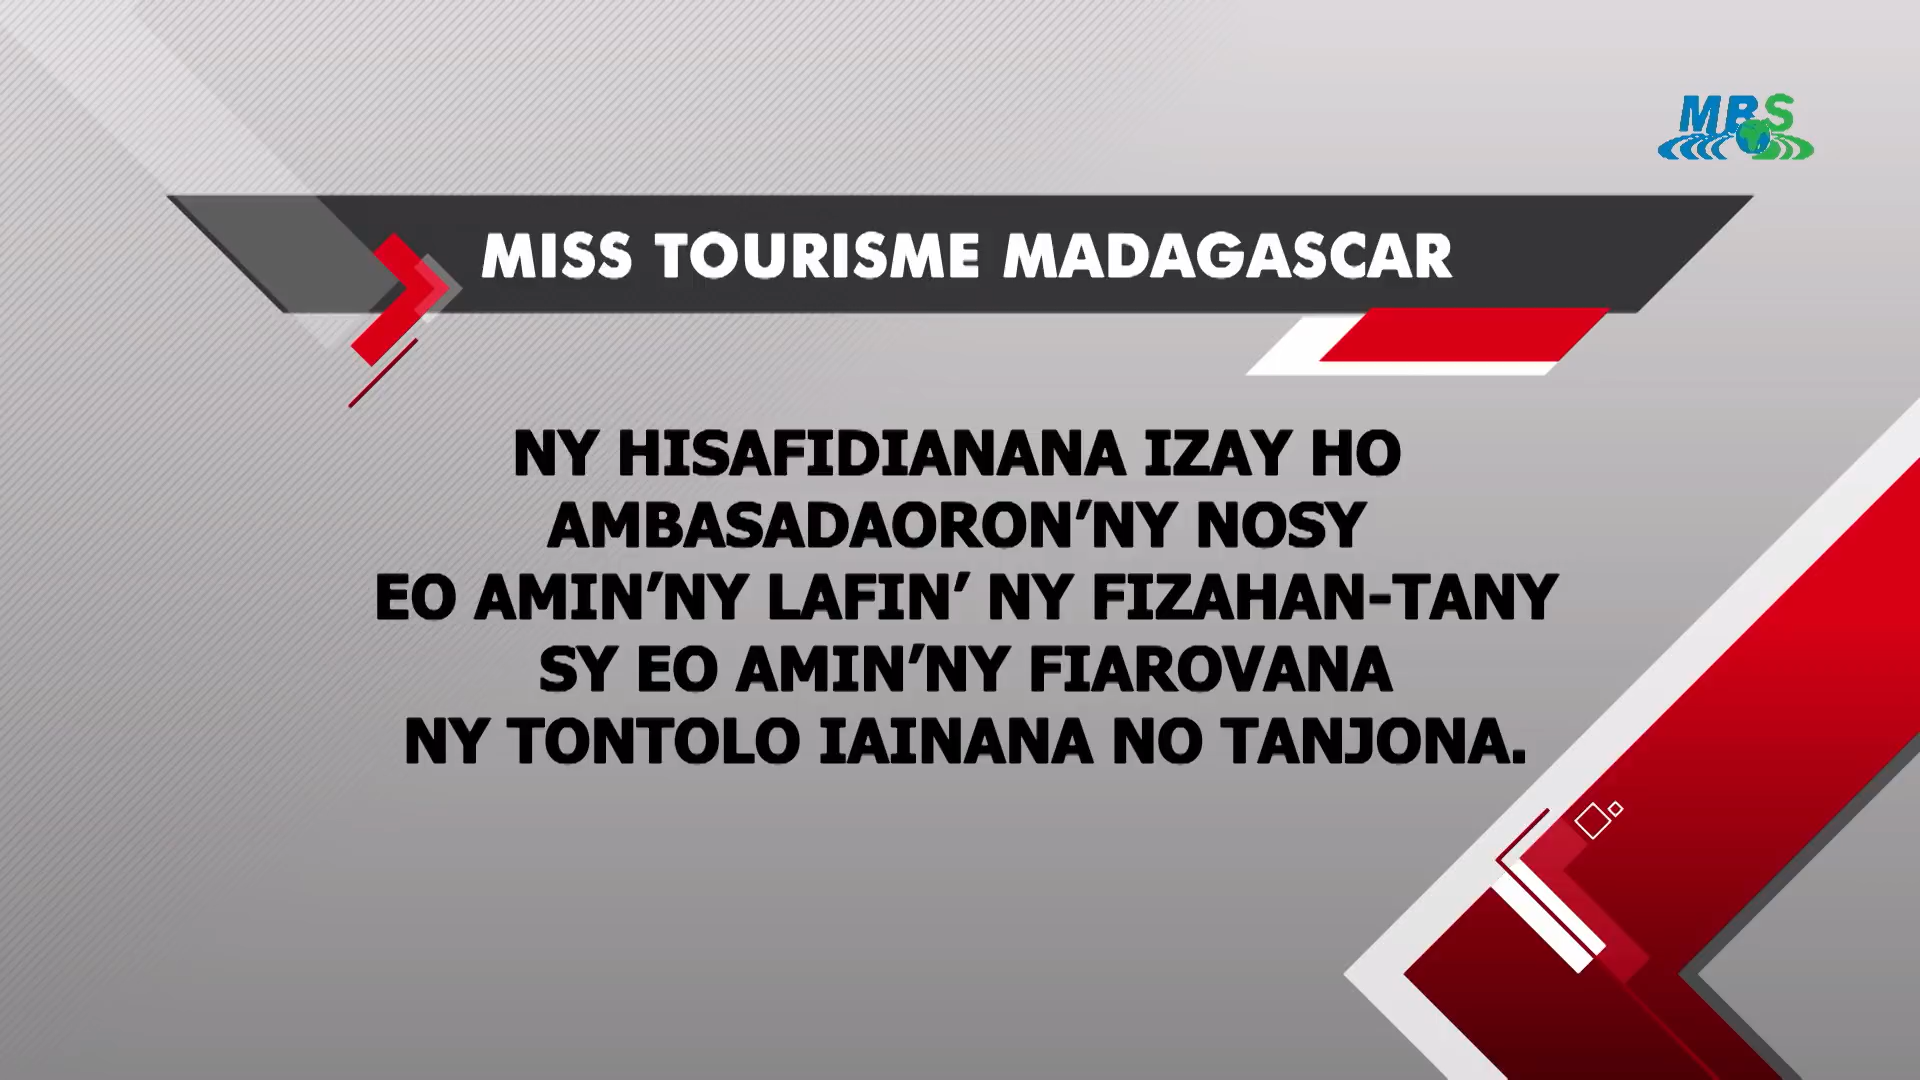 MBS
MISS TOURISME MADAGASCAR
NY HISAFIDIANANA IZAY HO
AMBASADAORON’NY NOSY
EO AMIN’NY LAFIN’ NY FIZAHAN-TANY
SY EO AMIN’NY FIAROVANA
NY TONTOLO IAINANA NO TANJONA.